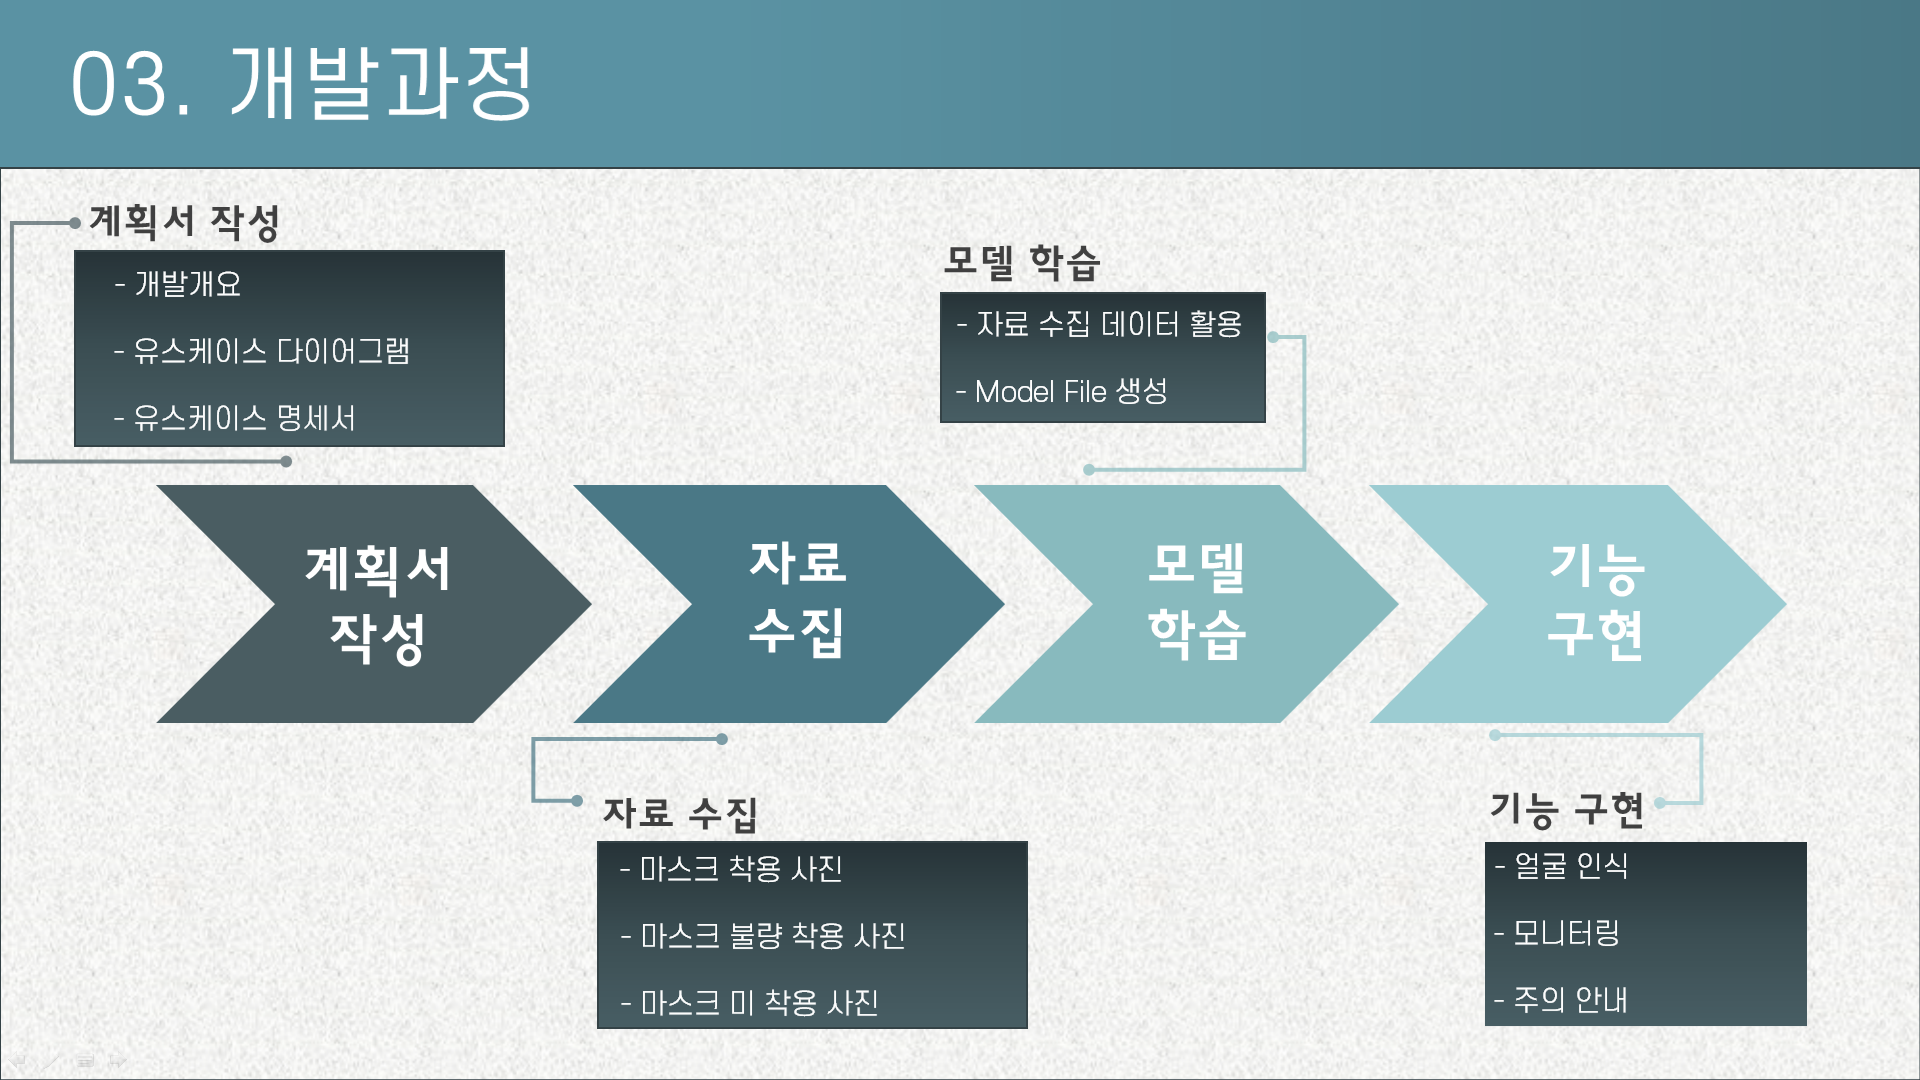 03. 개발과정
계획서 작성
- 개발개요
- 유스케이스 다이어그램
- 유스케이스 명세서
모델 학습
- 자료 수집 데이터 활용
- Model File 생성
계획서
작성
자료
수집
모델
학습
기능
구현
자료 수집
- 마스크 착용 사진
- 마스크 불량 착용 사진
- 마스크 미 착용 사진
기능 구현
- 얼굴 인식
- 모니터링
- 주의 안내